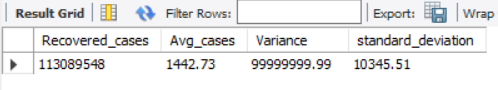 Result Grid Filter Rows: Export: Wrap
Recovered_cases Avg_cases Variance standard_deviation
113089548 1442.73 99999999.99 10345.51